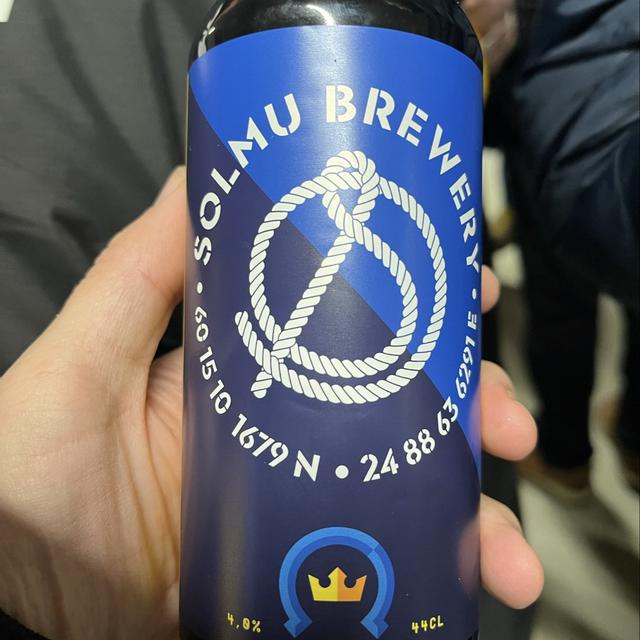 SOLMU BREWERY
• 60 15 10 1679 N • 24 88 63 6291 E •
4,0%
44CL